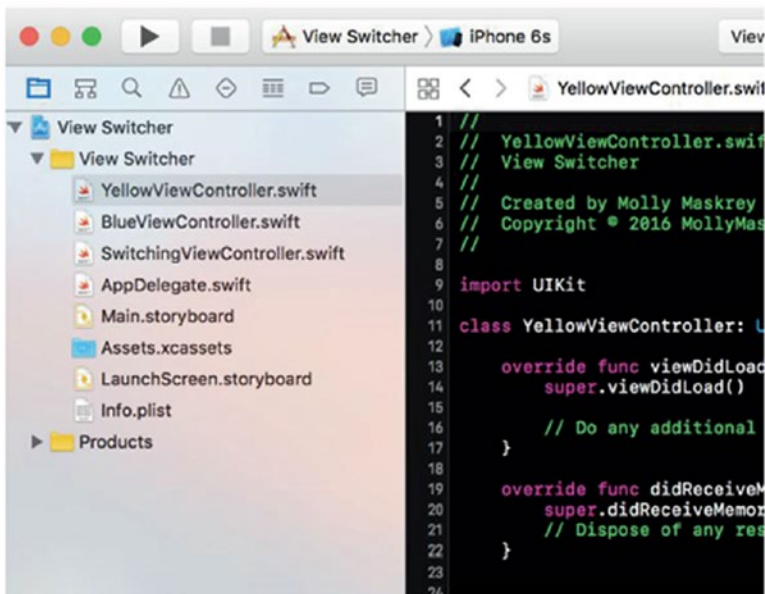 View Switcher
iPhone 6s
View
YellowViewController.swif
View Switcher
View Switcher
YellowViewController.swift
BlueViewController.swift
SwitchingViewController.swift
AppDelegate.swift
Main.storyboard
Assets.xcassets
LaunchScreen.storyboard
Info.plist
Products
1 //
2 // YellowViewController.swif
3 // View Switcher
4 //
5 // Created by Molly Maskrey
6 // Copyright © 2016 MollyMas
7 //
8
9 import UIKit
10
11 class YellowViewController: U
12
13 override func viewDidLoad
14 super.viewDidLoad()
15
16 // Do any additional
17 }
18
19 override func didReceiveM
20 super.didReceiveMemor
21 // Dispose of any res
22 }
23
24